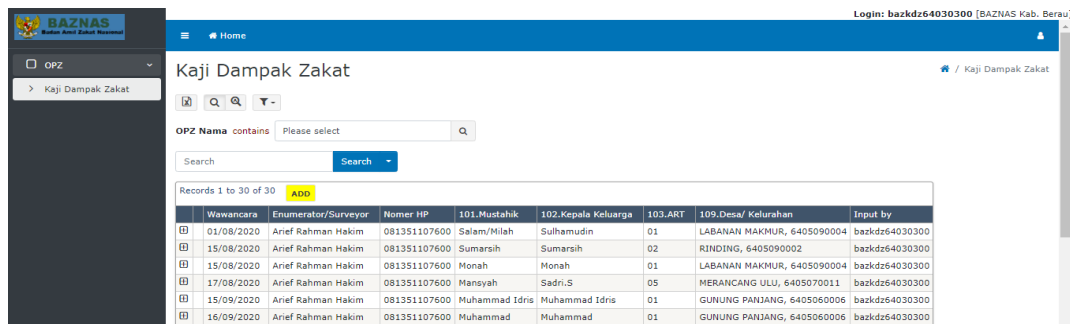 Login: bazkdz64030300 [BAZNAS Kab. Berau]
BAZNAS
Badan Amil Zakat Nasional
Home
OPZ
Kaji Dampak Zakat
Kaji Dampak Zakat
/ Kaji Dampak Zakat
OPZ Nama contains Please select
Search Search
Records 1 to 30 of 30 ADD
Wawancara Enumerator/Surveyor Nomer HP 101.Mustahik 102.Kepala Keluarga 103.ART 109.Desa/ Kelurahan Input by
01/08/2020 Arief Rahman Hakim 081351107600 Salam/Milah Sulhamudin 01 LABANAN MAKMUR, 6405090004 bazkdz64030300
15/08/2020 Arief Rahman Hakim 081351107600 Sumarsih Sumarsih 02 RINDING, 6405090002 bazkdz64030300
15/08/2020 Arief Rahman Hakim 081351107600 Monah Monah 01 LABANAN MAKMUR, 6405090004 bazkdz64030300
17/08/2020 Arief Rahman Hakim 081351107600 Mansyah Sadri.S 05 MERANCANG ULU, 6405070011 bazkdz64030300
15/09/2020 Arief Rahman Hakim 081351107600 Muhammad Idris Muhammad Idris 01 GUNUNG PANJANG, 6405060006 bazkdz64030300
16/09/2020 Arief Rahman Hakim 081351107600 Muhammad Muhammad 01 GUNUNG PANJANG, 6405060006 bazkdz64030300